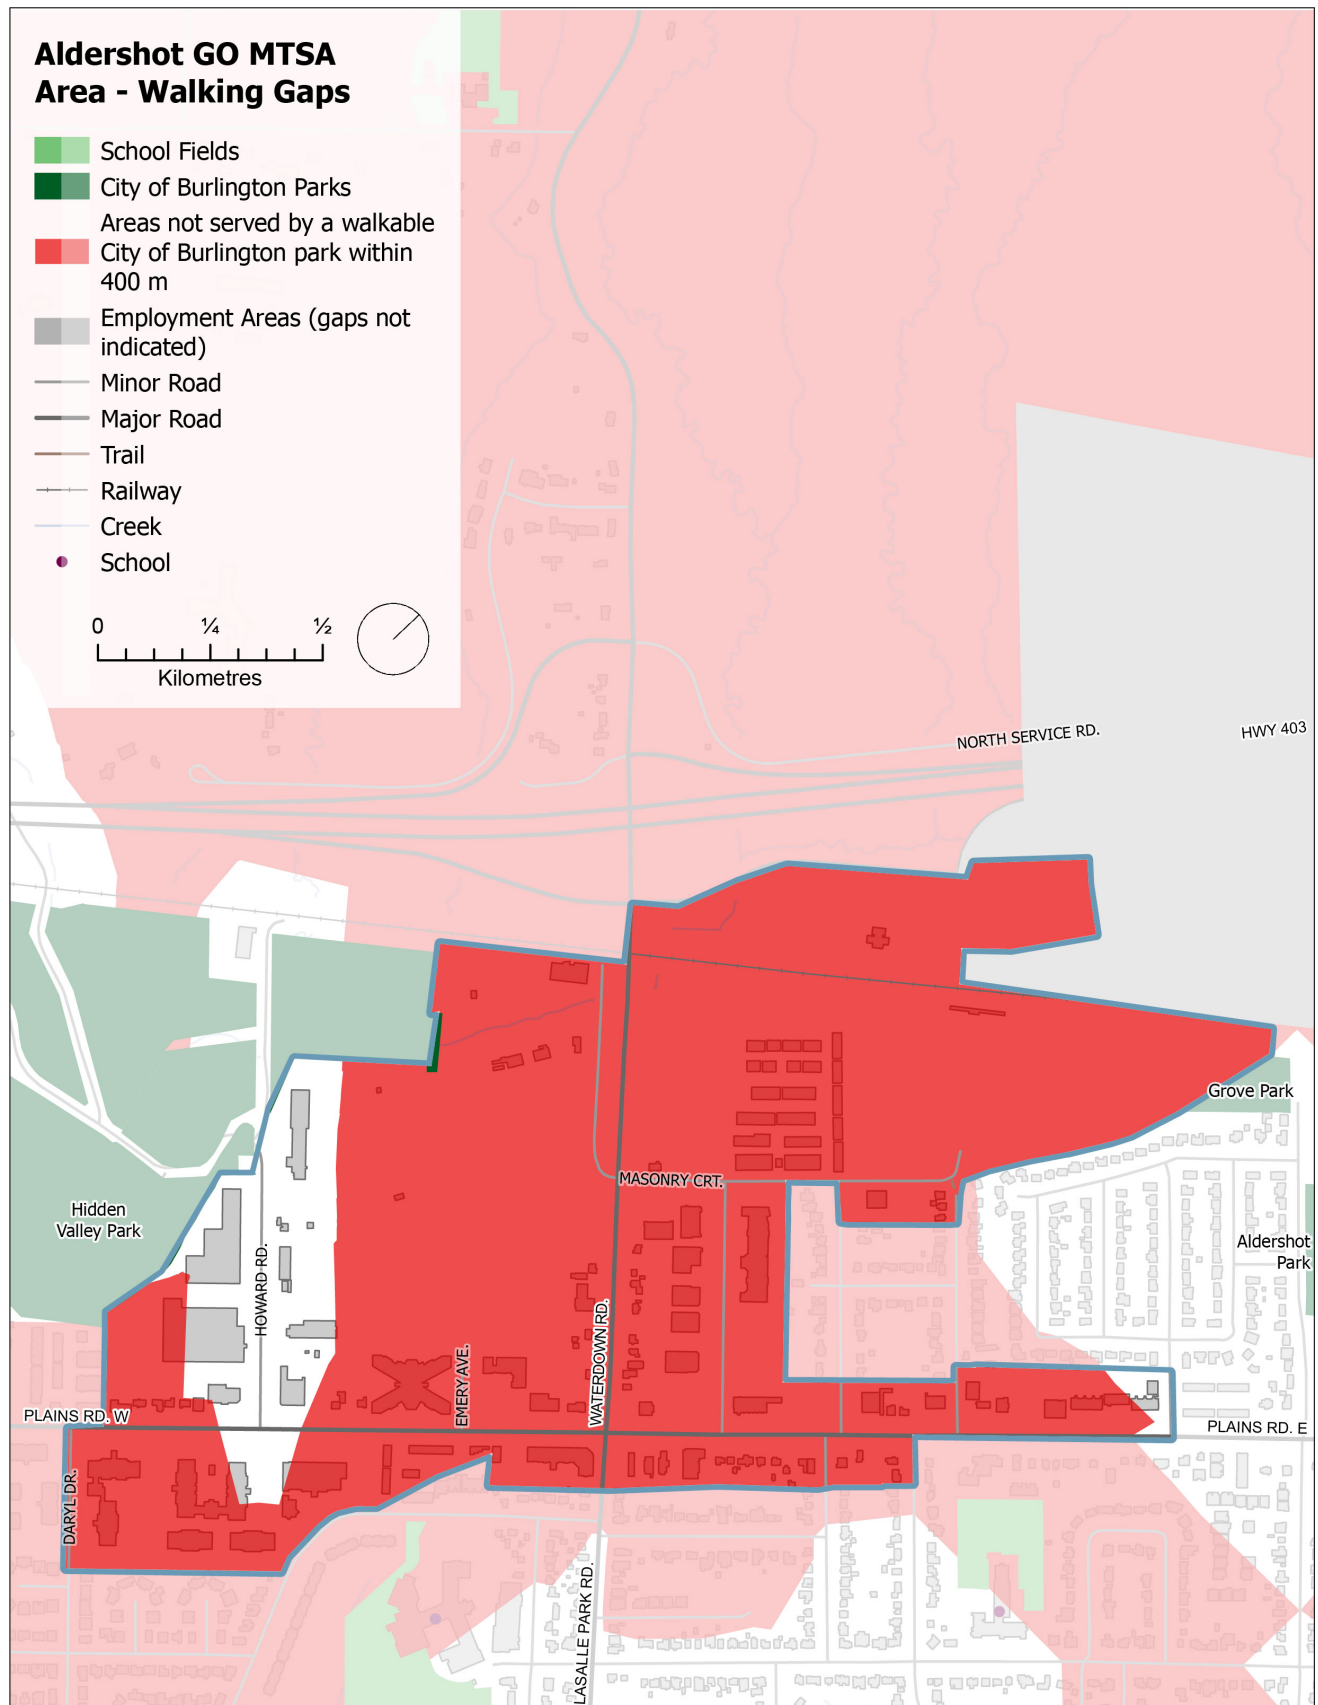 Aldershot GO MTSA
Area - Walking Gaps
School Fields
City of Burlington Parks
Areas not served by a walkable
City of Burlington park within
400 m
Employment Areas (gaps not
indicated)
Minor Road
Major Road
Trail
Railway
Creek
School
0 ¼ ½
Kilometres
NORTH SERVICE RD.
HWY 403
Grove Park
MASONRY CRT.
Hidden
Valley Park
Aldershot
Park
HOWARD RD.
WATERDOWN RD.
EMERY AVE.
PLAINS RD. W
PLAINS RD. E
DARYL DR.
LASALLE PARK RD.